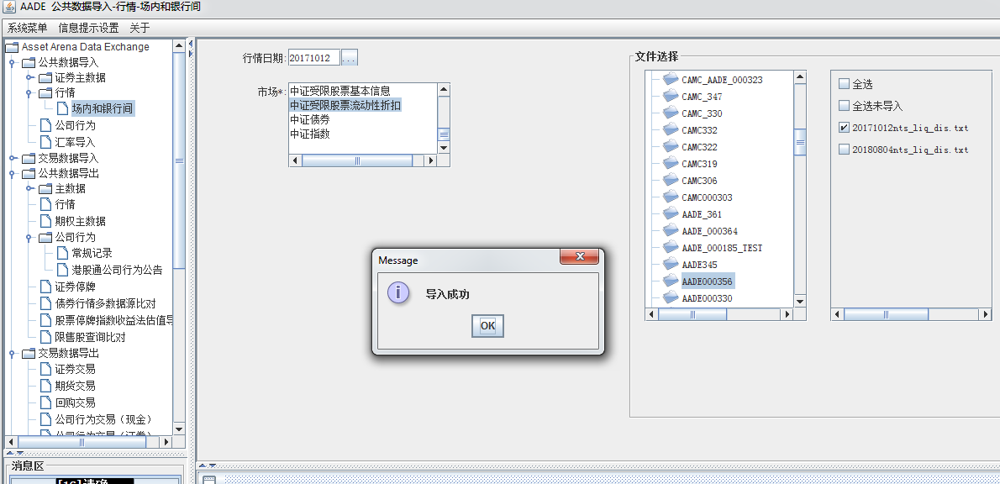 AADE 公共数据导入-行情-场内和银行间
系统菜单 信息提示设置 关于
Asset Arena Data Exchange
公共数据导入
证券主数据
行情
场内和银行间
公司行为
汇率导入
交易数据导入
公共数据导出
主数据
行情
期权主数据
公司行为
常规记录
港股通公司行为公告
证券停牌
债券行情多数据源比对
股票停牌指数收益法估值导
限售股查询比对
交易数据导出
证券交易
期货交易
回购交易
公司行为交易（现金）
公司行为交易（证券）
消息区
行情日期: 20171012 ...
市场*:
中证受限股票基本信息
中证受限股票流动性折扣
中证债券
中证指数
文件选择
CAMC_AADE_000323
CAMC_347
CAMC_330
CAMC332
CAMC322
CAMC319
CAMC306
CAMC000303
AADE_361
AADE_000364
AADE_000185_TEST
AADE345
AADE000356
AADE000330
全选
全选未导入
20171012nts_liq_dis.txt
20180804nts_liq_dis.txt
Message
导入成功
OK